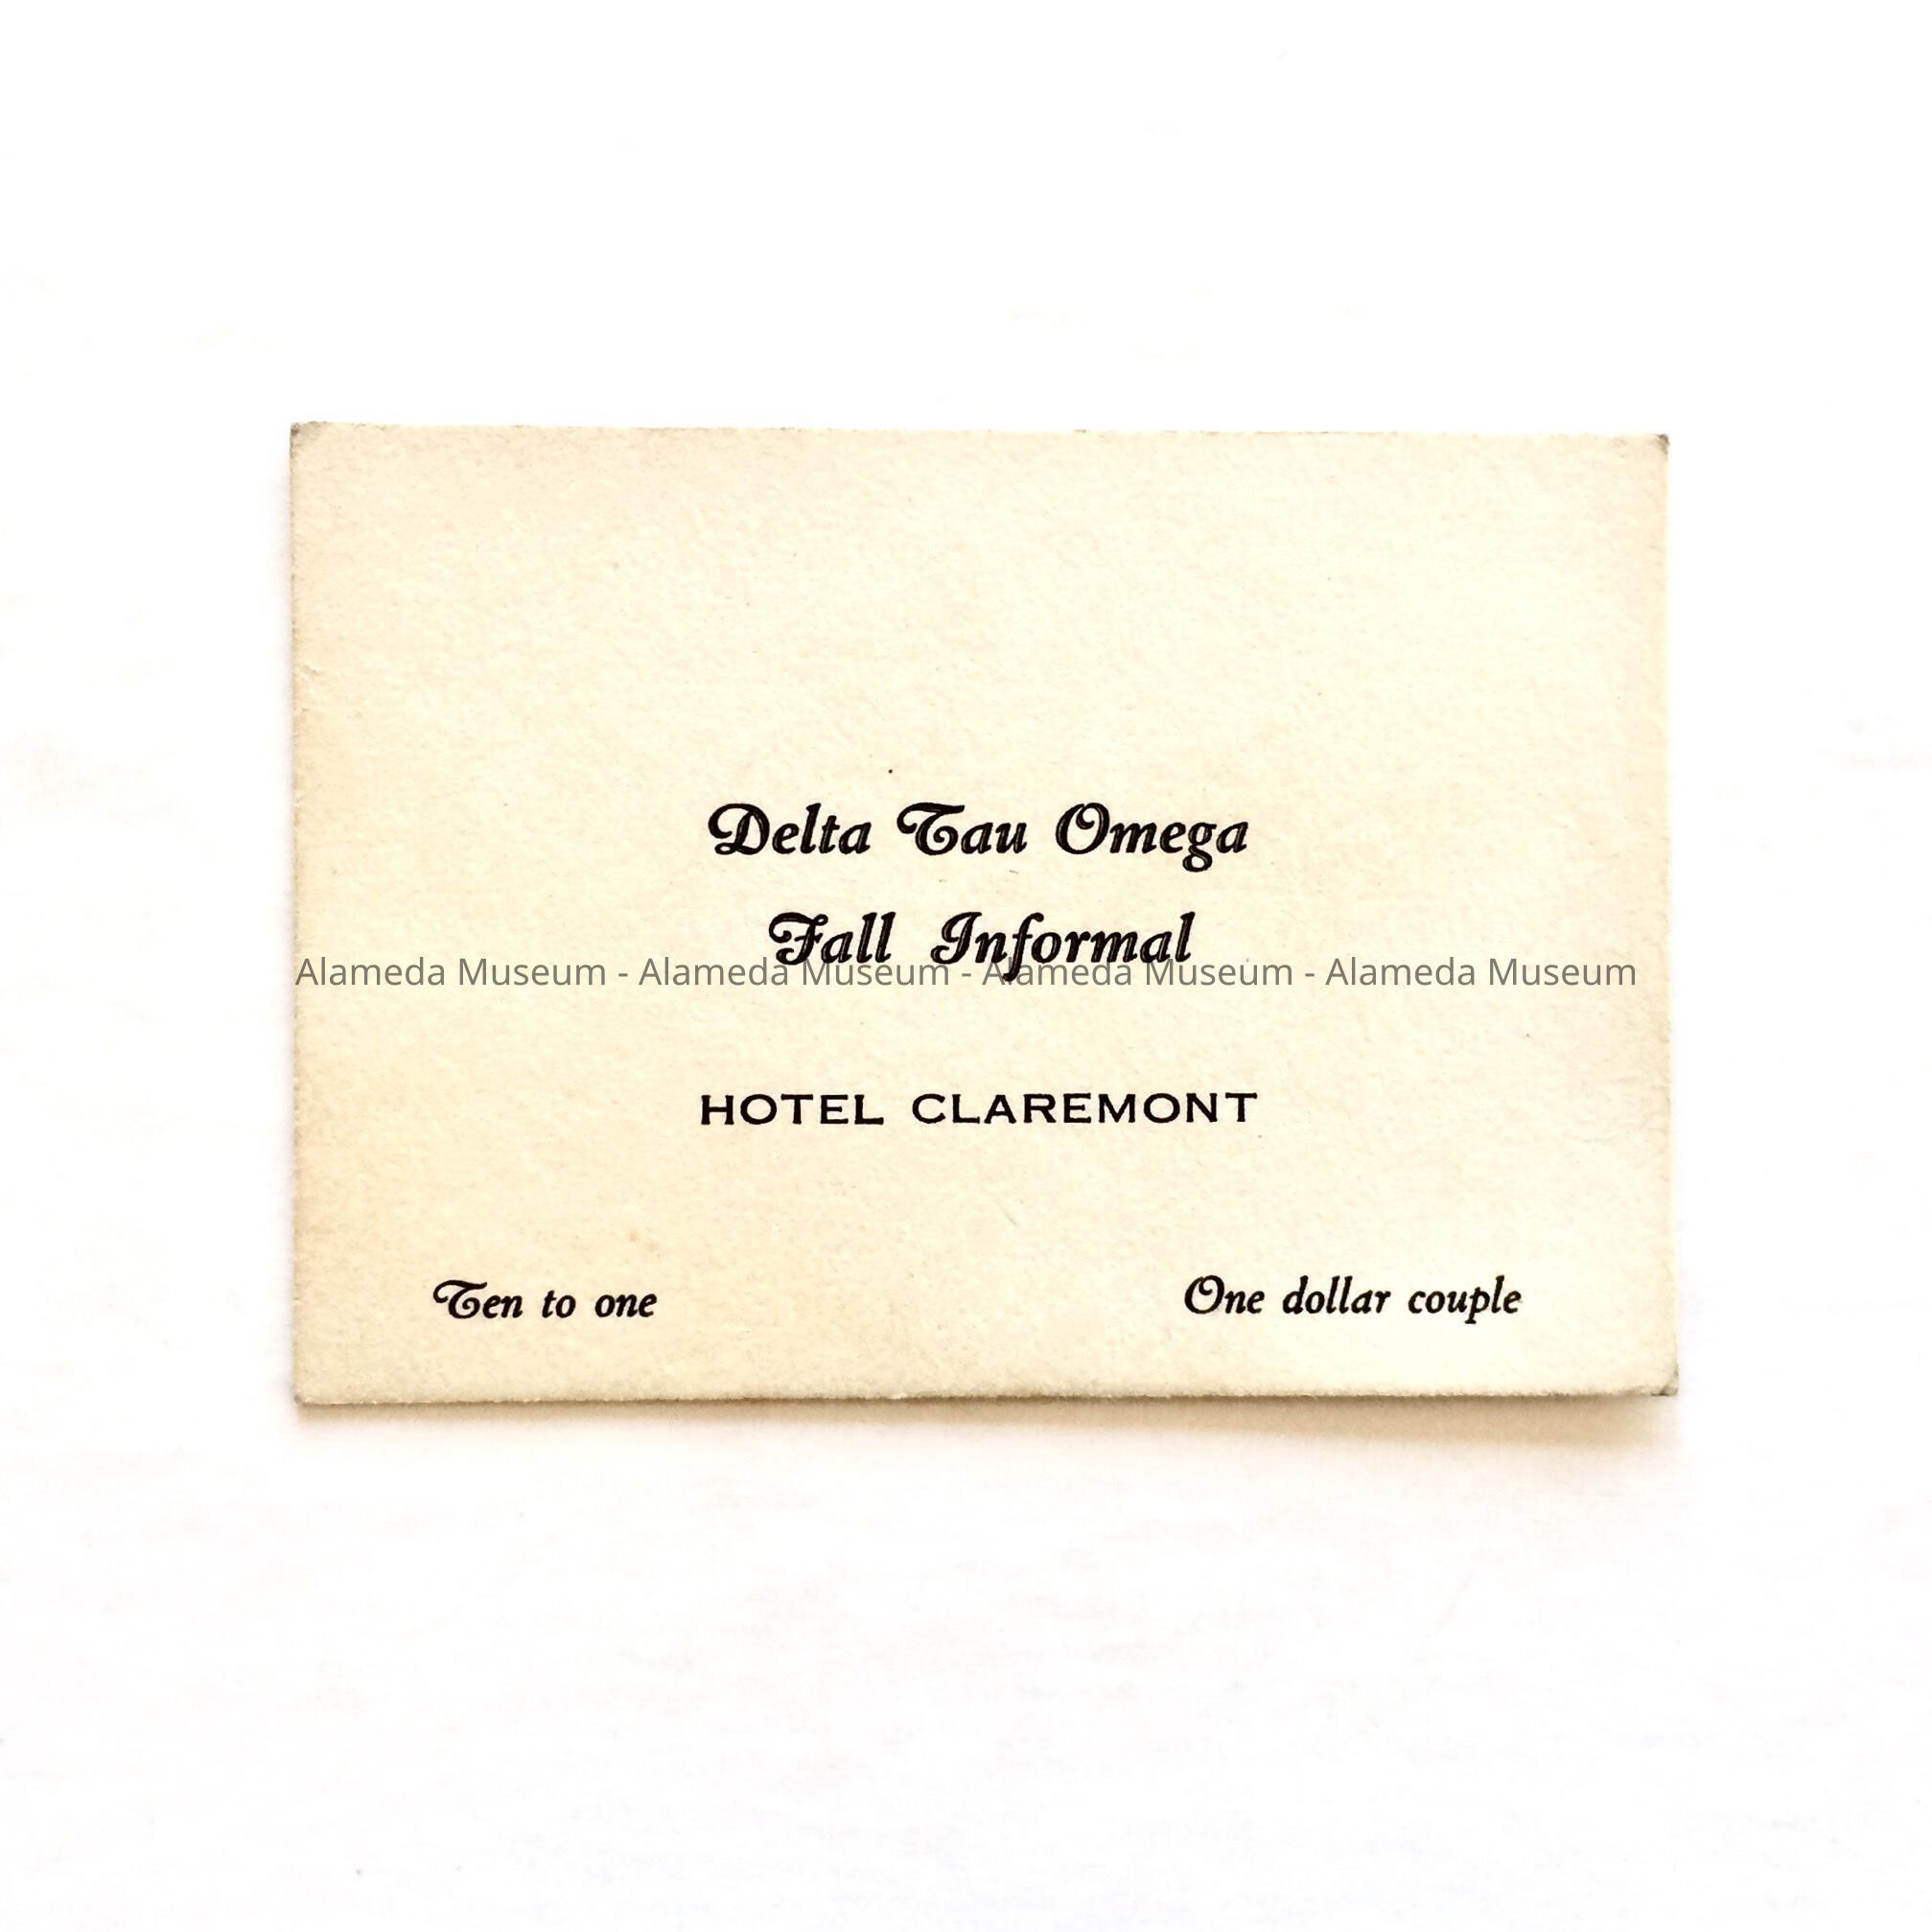 Delta Tau Omega
Fall Informal
Alameda Museum - Alameda Museum - Alameda Museum - Alameda Museum
HOTEL CLAREMONT
Ten to one
One dollar couple